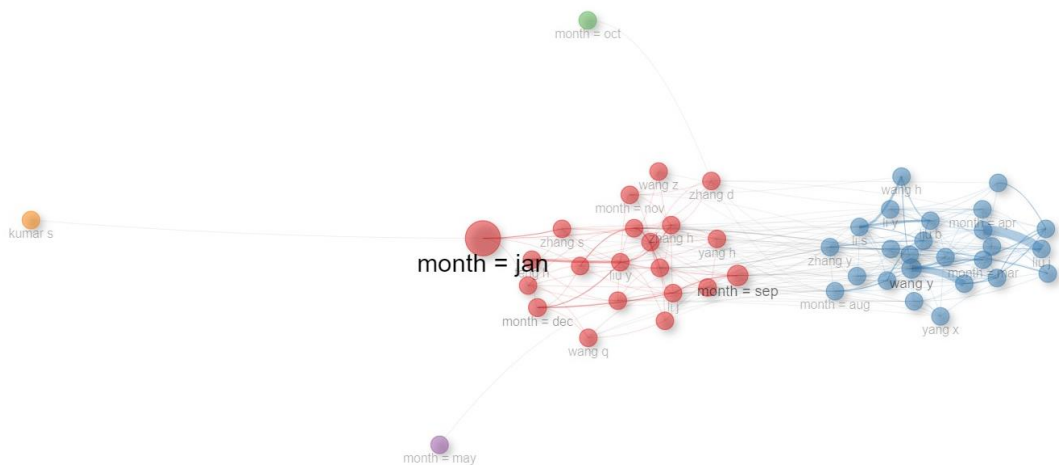 month = oct
wang z
zhang d
wang h
month = nov
li y
month = apr
kumar s
zhang s
zhang h
li s
yang h
zhang y
month = jan
liu y
month = mar
wang y
month = sep
month = aug
li j
month = dec
yang x
wang q
month = may